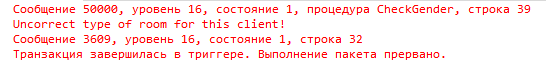 Сообщение 50000, уровень 16, состояние 1, процедура CheckGender, строка 39
Uncorrect type of room for this client!
Сообщение 3609, уровень 16, состояние 1, строка 32
Транзакция завершилась в триггере. Выполнение пакета прервано.